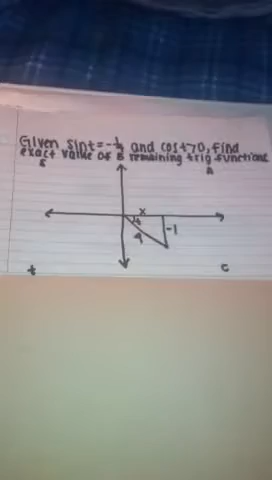 Given sint=-¼ and cost>0, find
exact value of 5 remaining trig functions
S
A
x
4
-1
t
c